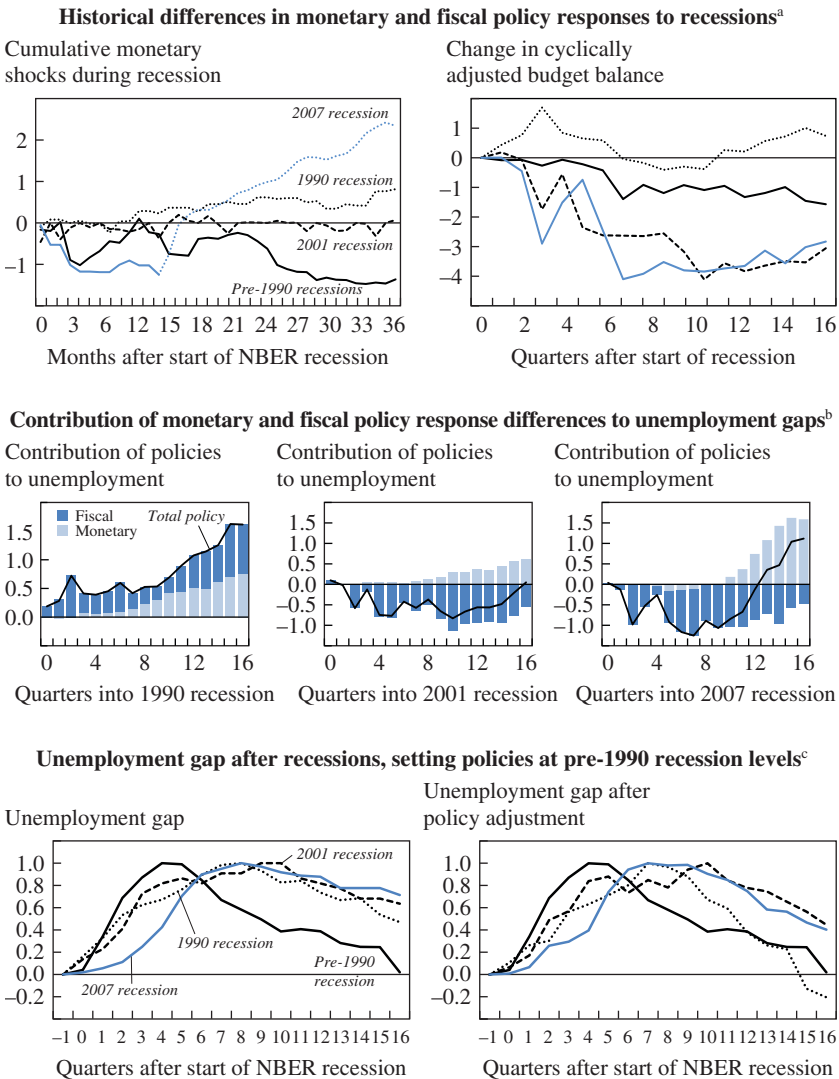 Historical differences in monetary and fiscal policy responses to recessionsa
Cumulative monetary
shocks during recession
Change in cyclically
adjusted budget balance
2007 recession
1990 recession
2001 recession
Pre-1990 recessions
2
1
0
–1
1
0
–1
–2
–3
–4
0 3 6 12 15 18 21 24 27 30 33 36
0 2 4 6 8 10 12 14 16
Months after start of NBER recession
Quarters after start of recession
Contribution of monetary and fiscal policy response differences to unemployment gapsb
Contribution of policies
to unemployment
Contribution of policies
to unemployment
Contribution of policies
to unemployment
Fiscal
Monetary
Total policy
1.5
1.0
0.5
0.0
1.5
1.0
0.5
0.0
–0.5
–1.0
1.5
1.0
0.5
0.0
–0.5
–1.0
0 4 8 12 16
0 4 8 12 16
0 4 8 12 16
Quarters into 1990 recession
Quarters into 2001 recession
Quarters into 2007 recession
Unemployment gap after recessions, setting policies at pre-1990 recession levelsc
Unemployment gap
Unemployment gap after
policy adjustment
1.0
0.8
0.6
0.4
0.2
0.0
–0.2
2001 recession
1990 recession
Pre-1990
recession
2007 recession
1.0
0.8
0.6
0.4
0.2
0.0
–0.2
–1 0 1 2 3 4 5 6 7 8 9 10 11 12 13 14 15 16
–1 0 1 2 3 4 5 6 7 8 9 10 11 12 13 14 15 16
Quarters after start of NBER recession
Quarters after start of NBER recession